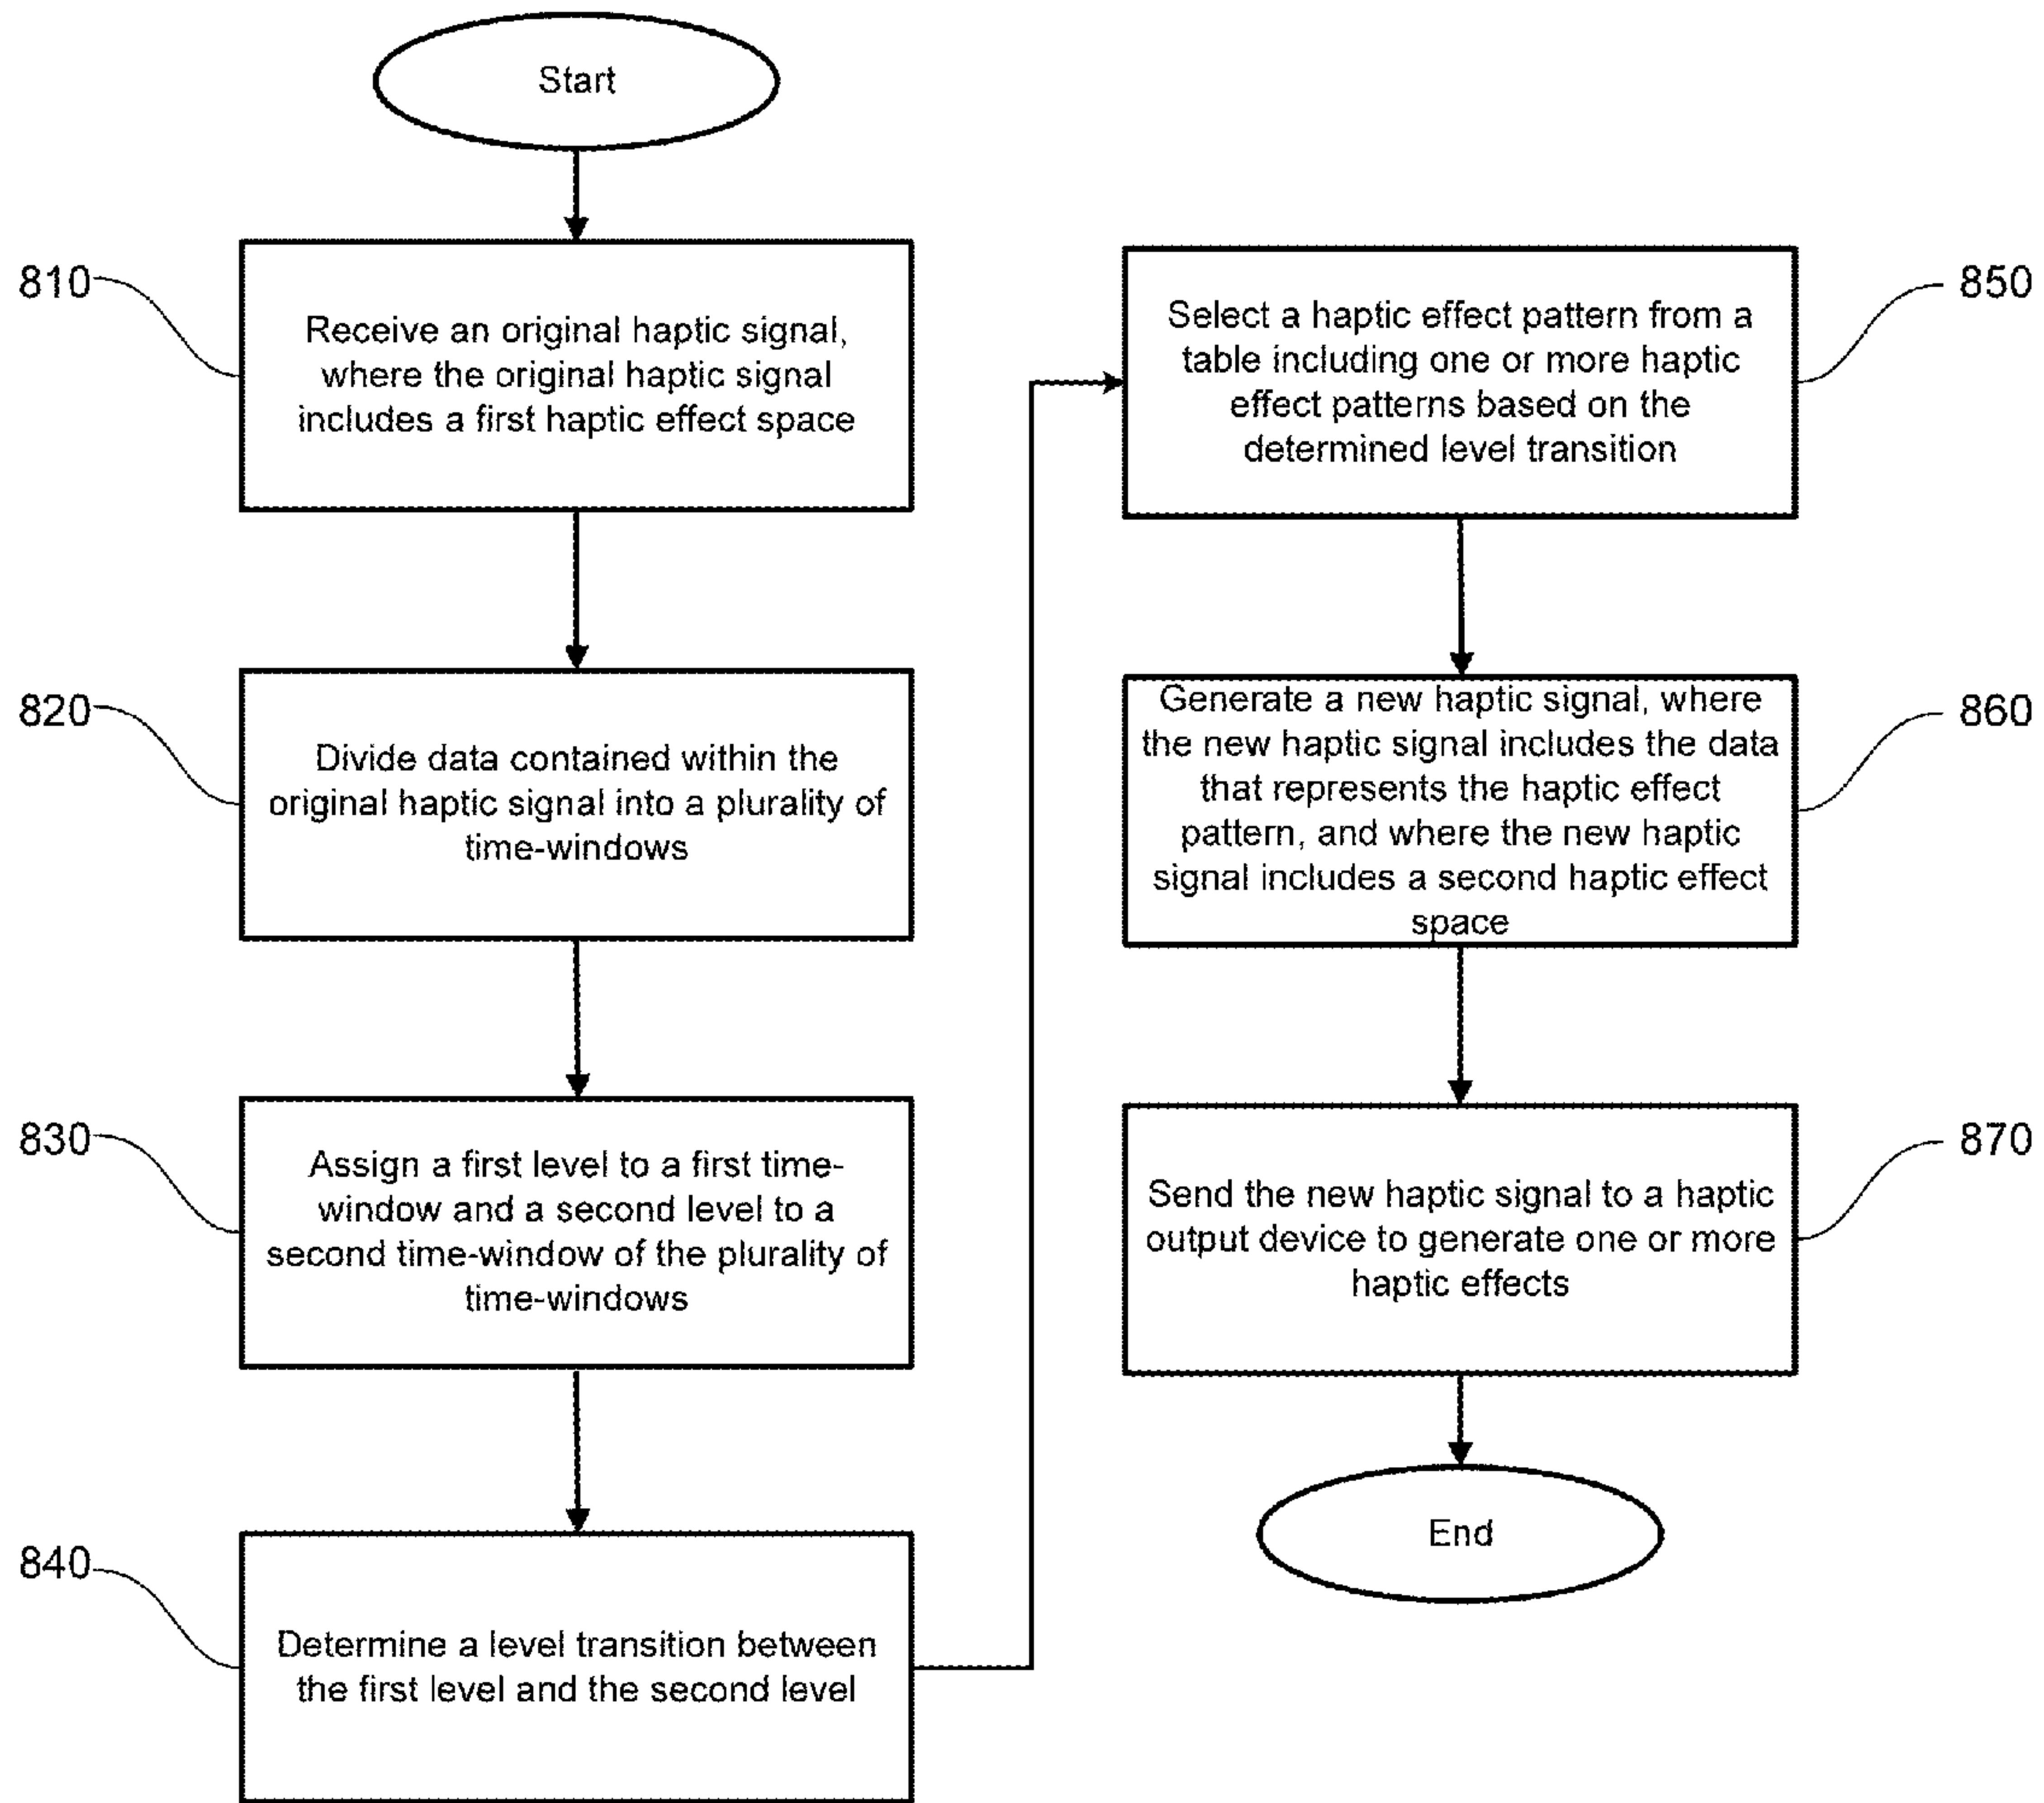 Start
810
Receive an original haptic signal,
where the original haptic signal
includes a first haptic effect space
820
Divide data contained within the
original haptic signal into a plurality of
time-windows
830
Assign a first level to a first time-
window and a second level to a
second time-window of the plurality of
time-windows
840
Determine a level transition between
the first level and the second level
850
Select a haptic effect pattern from a
table including one or more haptic
effect patterns based on the
determined level transition
860
Generate a new haptic signal, where
the new haptic signal includes the data
that represents the haptic effect
pattern, and where the new haptic
signal includes a second haptic effect
space
870
Send the new haptic signal to a haptic
output device to generate one or more
haptic effects
End